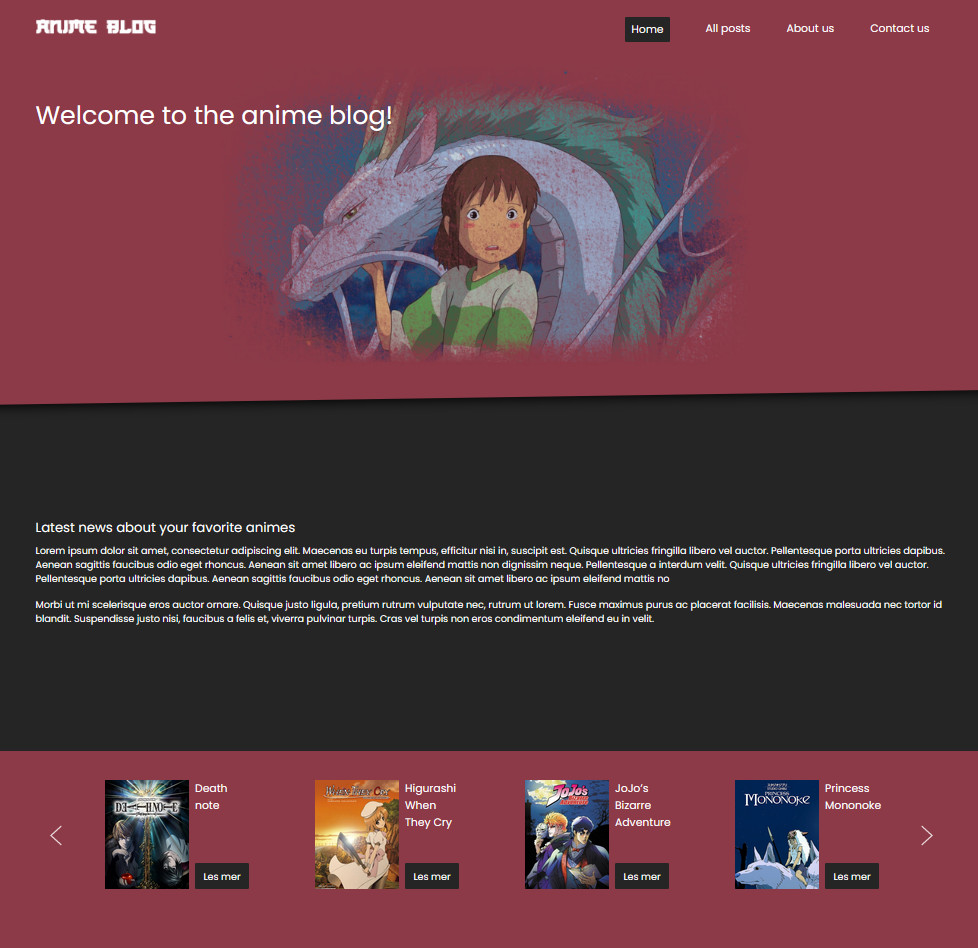 ANIME BLOG
Home
All posts
About us
Contact us
Welcome to the anime blog!
Latest news about your favorite animes
Lorem ipsum dolor sit amet, consectetur adipiscing elit. Maecenas eu turpis tempus, efficitur nisi in, suscipit est. Quisque ultricies fringilla libero vel auctor. Pellentesque porta ultricies dapibus.
Aenean sagittis faucibus odio eget rhoncus. Aenean sit amet libero ac ipsum eleifend mattis non dignissim neque. Pellentesque a interdum velit. Quisque ultricies fringilla libero vel auctor.
Pellentesque porta ultricies dapibus. Aenean sagittis faucibus odio eget rhoncus. Aenean sit amet libero ac ipsum eleifend mattis no
Morbi ut mi scelerisque eros auctor ornare. Quisque justo ligula, pretium rutrum vulputate nec, rutrum ut lorem. Fusce maximus purus ac placerat facilisis. Maecenas malesuada nec tortor id
blandit. Suspendisse justo nisi, faucibus a felis et, viverra pulvinar turpis. Cras vel turpis non eros condimentum eleifend eu in velit.
DEATH NOTE
Death
note
Les mer
Higurashi
When
They Cry
Les mer
JoJo's
JoJo's
Bizarre
Adventure
Les mer
PRINCESS
MONONOKE
Princess
Mononoke
Les mer